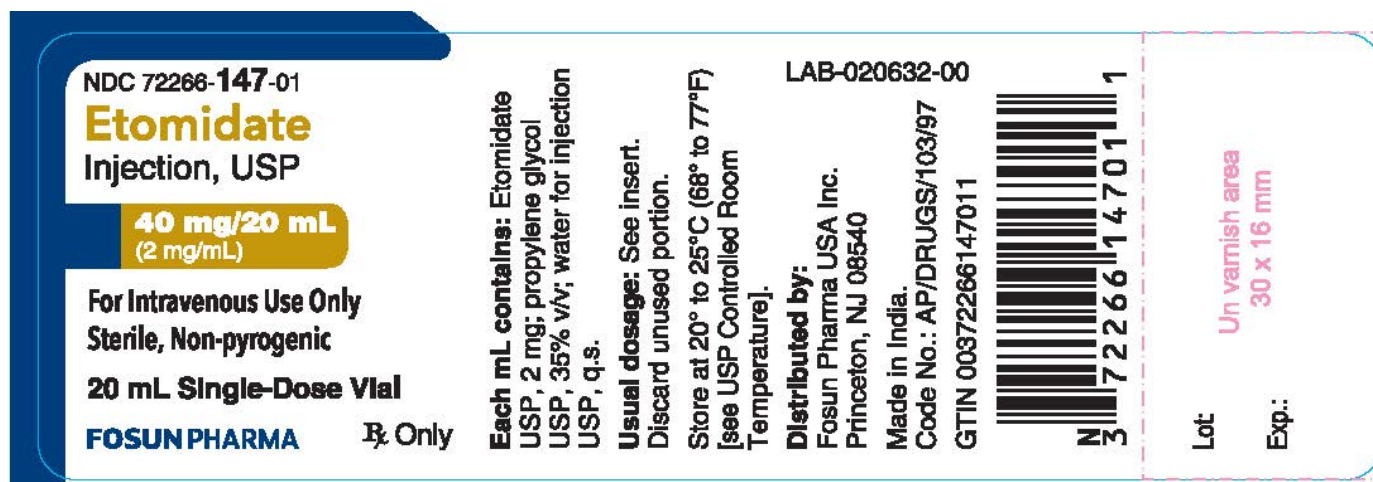 NDC 72266-147-01
Etomidate
Injection, USP
40 mg/20 mL
(2 mg/mL)
For Intravenous Use Only
Sterile, Non-pyrogenic
20 mL Single-Dose Vial
FOSUN PHARMA
Rx Only
Each mL contains: Etomidate
USP, 2 mg; propylene glycol
USP, 35% v/v; water for injection
USP, q.s.
Usual dosage: See insert.
Discard unused portion.
Store at 20° to 25°C (68° to 77°F)
[see USP Controlled Room
Temperature].
Distributed by:
Fosun Pharma USA Inc.
Princeton, NJ 08540
Made in India.
Code No.: AP/DRUGS/103/97
GTIN 00372266147011
LAB-020632-00
N
3 72266 14701 1
Un varnish area
30 x 16 mm
Lot:
Exp.: